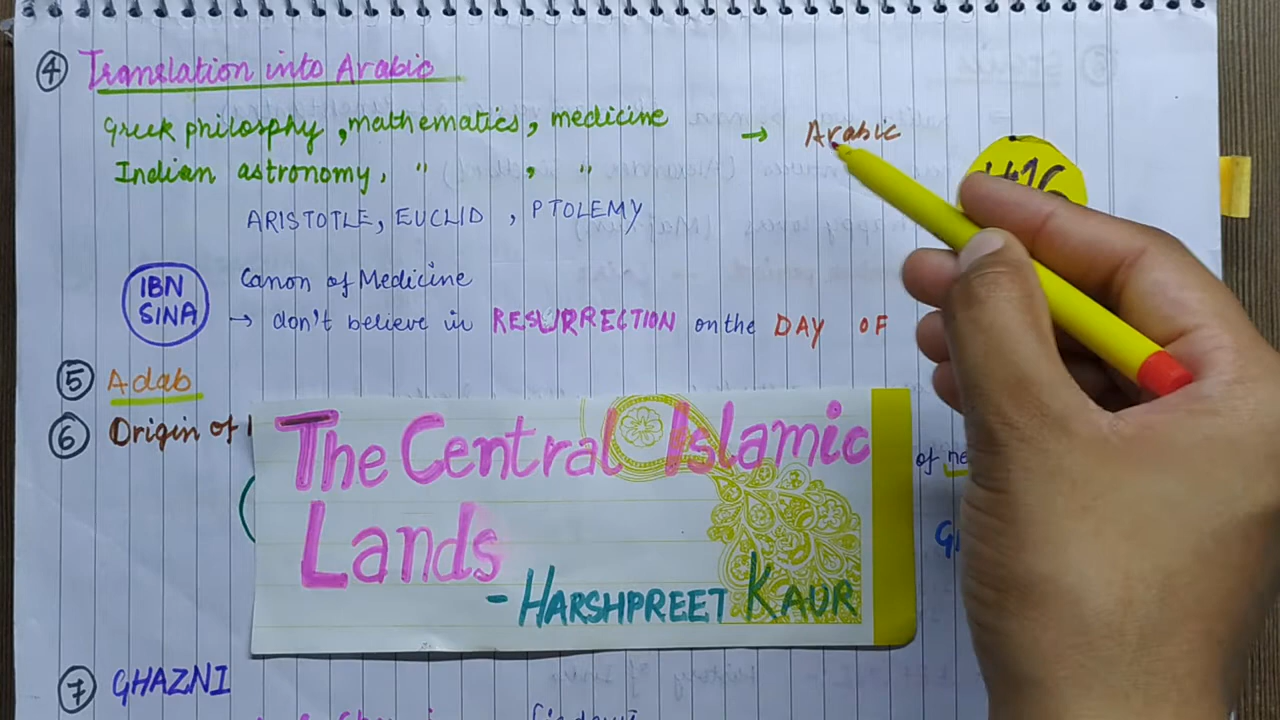 ④ Translation into Arabic
Greek philosphy, mathematics, medicine → Arabic
Indian astronomy, " , "
ARISTOTLE, EUCLID, PTOLEMY
IBN SINA
Canon of Medicine
→ don't believe in RESURRECTION on the DAY OF
⑤ Adab
⑥ Origin of
of
The Central Islamic
Lands
- HARSHPREET KAUR
⑦ GHAZNI